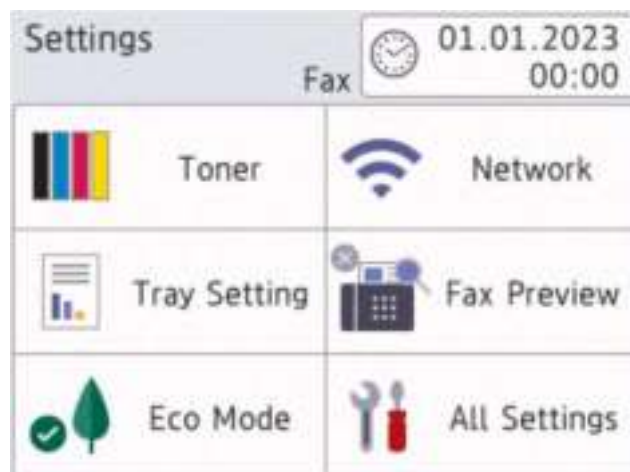 Settings
Fax
01.01.2023
00:00
Toner
Network
Tray Setting
Fax Preview
Eco Mode
All Settings